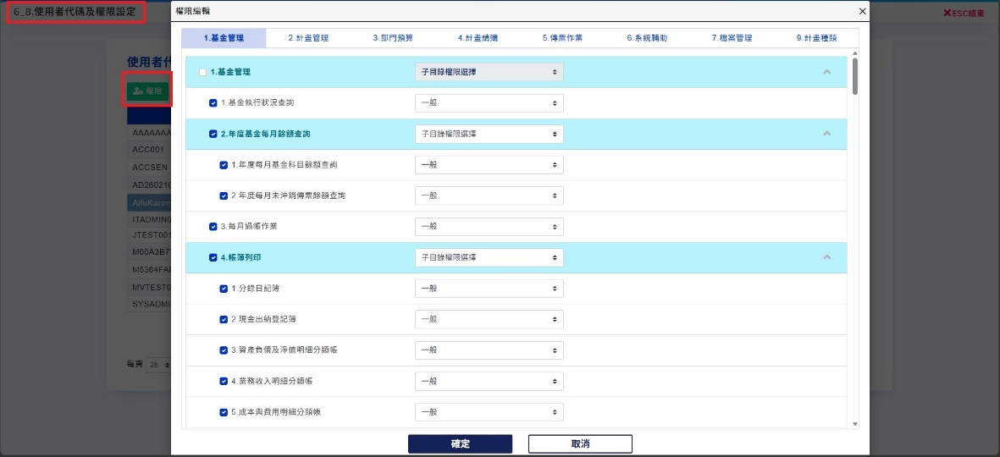 6_8.使用者代碼及權限設定
權限編輯
ESC結束
1.基金管理
2.計畫管理
3.部門預算
4.計畫請購
5.傳票作業
6.系統輔助
7.檔案管理
9.計畫種類
使用者代
權限
AAAAAAA
ACC001
ACCSEN
AD260210
AifuKaren
ITADMIN0
JTEST001
M00A3B7
M5364FAD
MVTEST0
SYSADMI
每頁 25
1.基金管理 子目錄權限選擇
1.基金執行狀況查詢 一般
2.年度基金每月餘額查詢 子目錄權限選擇
1.年度每月基金科目餘額查詢 一般
2.年度每月未沖銷傳票餘額查詢 一般
3.每月過帳作業 一般
4.帳簿列印 子目錄權限選擇
1.分錄日記簿 一般
2.現金出納登記簿 一般
3.資產負債及淨值明細分類帳 一般
4.業務收入明細分類帳 一般
5.成本與費用明細分類帳 一般
確定
取消